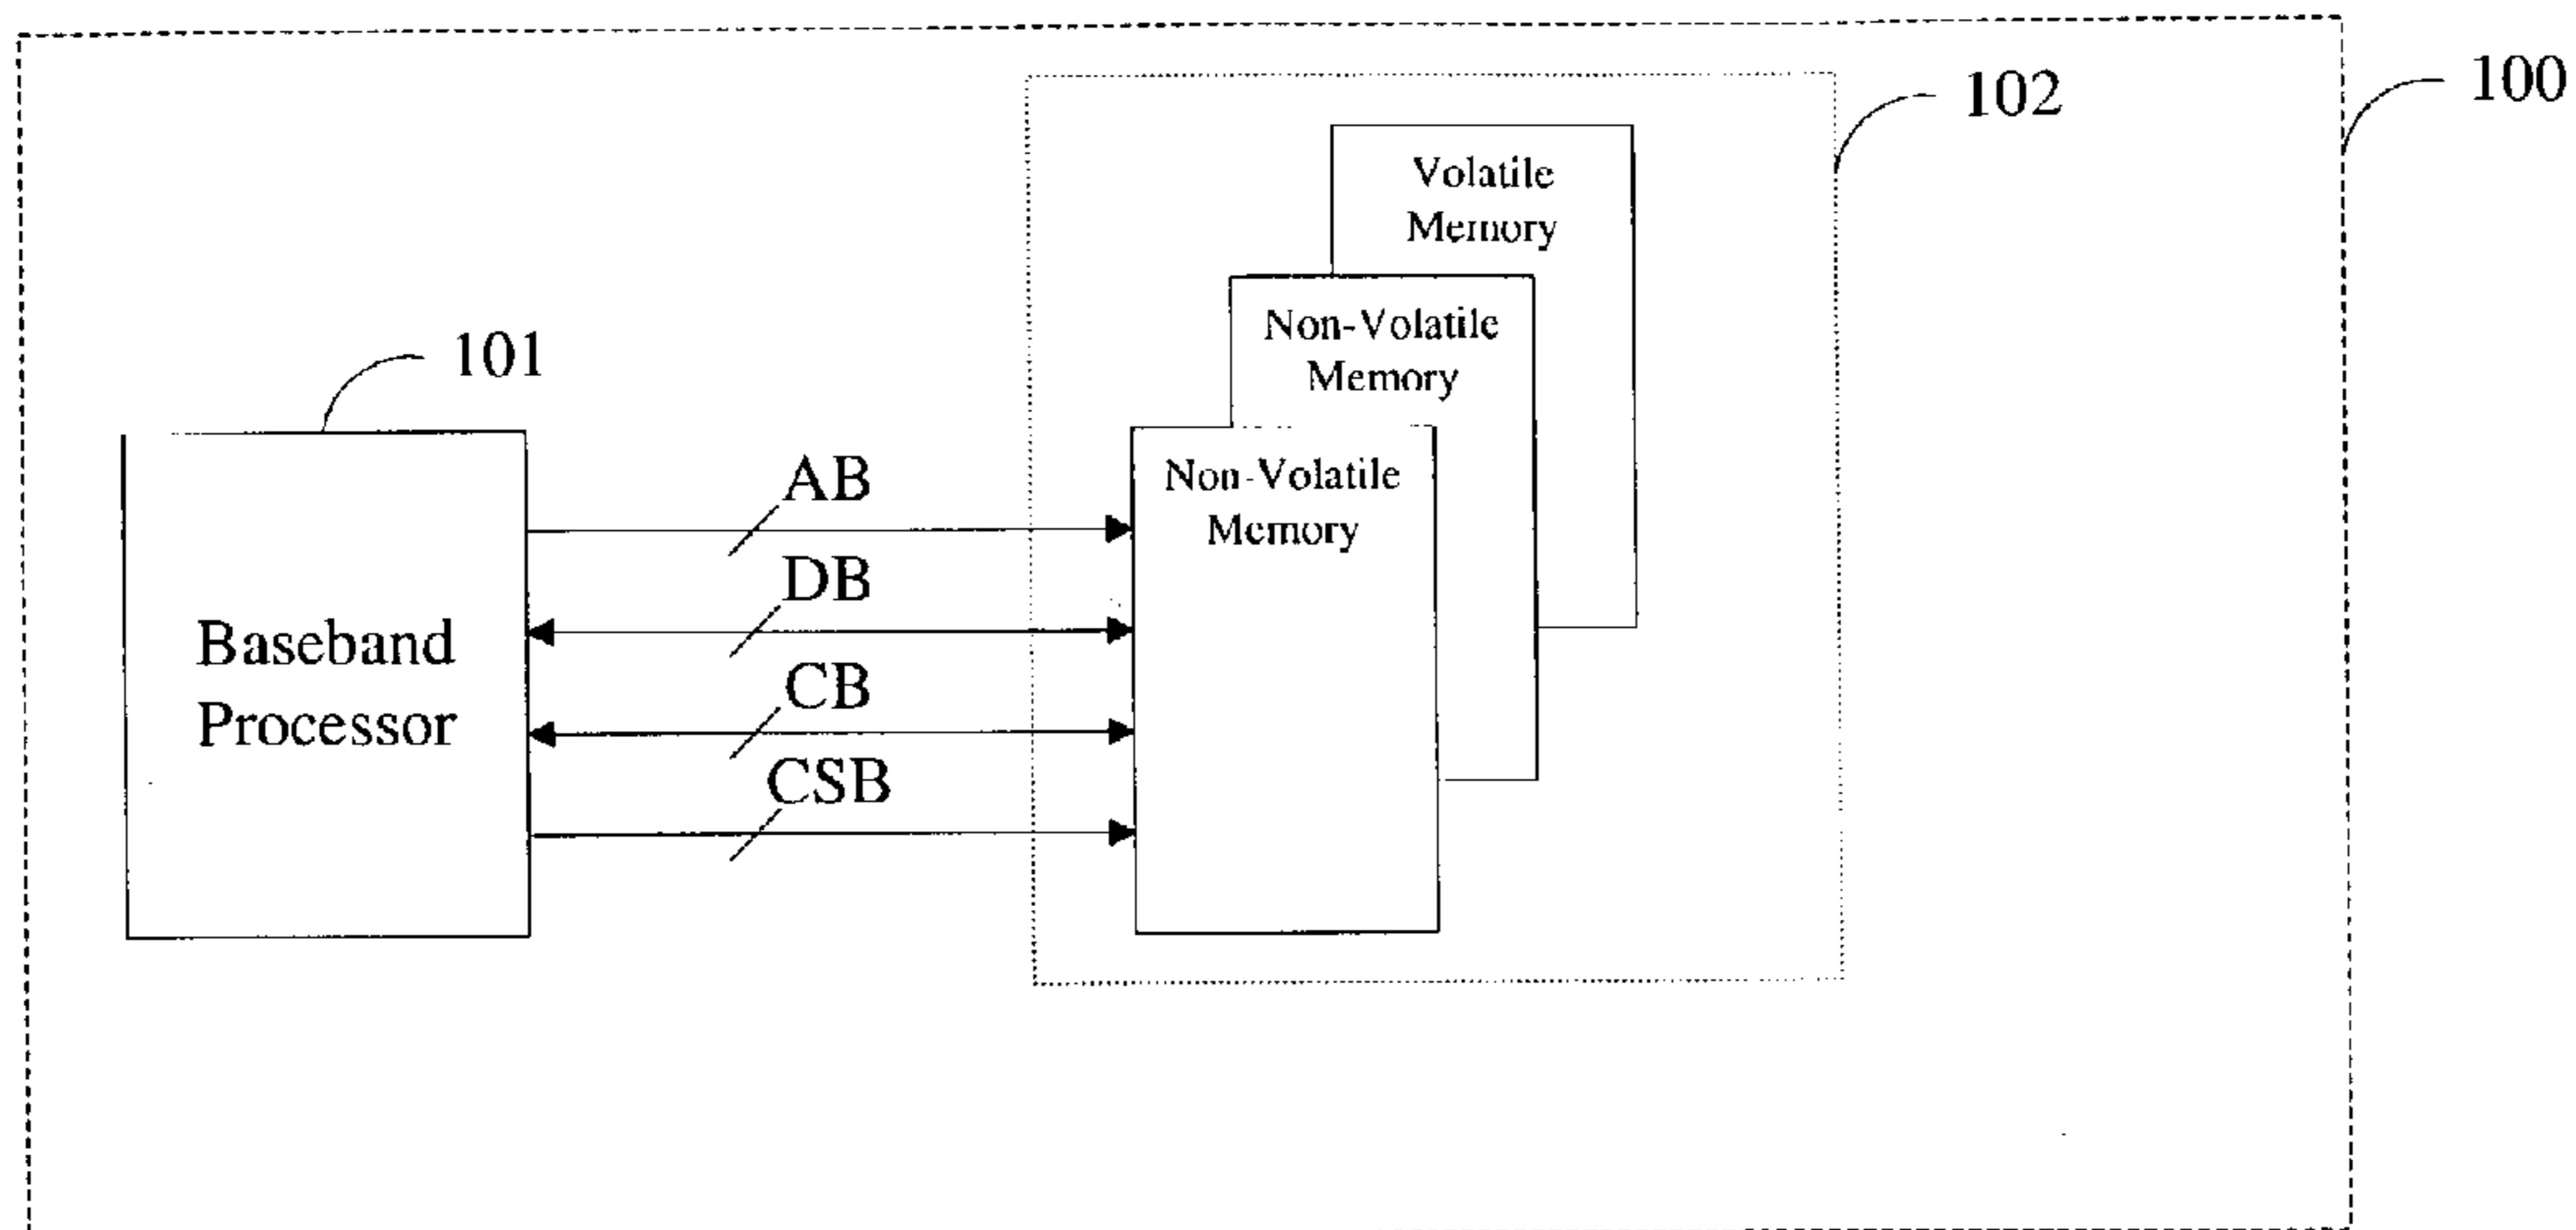 100
102
Volatile
Memory
Non-Volatile
Memory
101
Non-Volatile
Memory
AB
DB
CB
CSB
Baseband
Processor